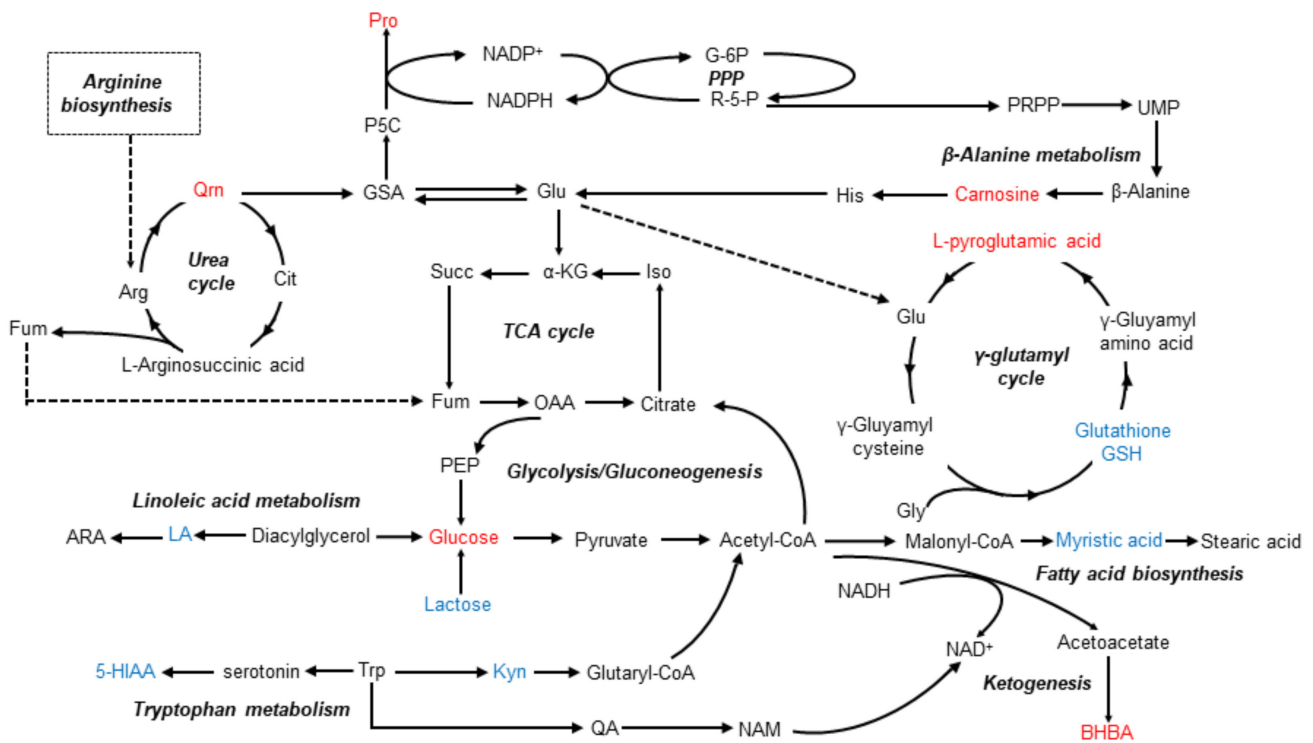 Pro
NADP+
G-6P
PPP
R-5-P
NADPH
Arginine
biosynthesis
P5C
PRPP
UMP
β-Alanine metabolism
Qrn
GSA
Glu
His
Carnosine
β-Alanine
L-pyroglutamic acid
Urea
cycle
Cit
Arg
Succ
α-KG
Iso
TCA cycle
Glu
γ-Gluyamyl
amino acid
Fum
L-Arginosuccinic acid
γ-glutamyl
cycle
Fum
OAA
Citrate
γ-Gluyamyl
cysteine
Glutathione
GSH
PEP
Glycolysis/Gluconeogenesis
Linoleic acid metabolism
Gly
ARA
LA
Diacylglycerol
Glucose
Pyruvate
Acetyl-CoA
Malonyl-CoA
Myristic acid
Stearic acid
Fatty acid biosynthesis
NADH
Lactose
Acetoacetate
NAD+
5-HIAA
serotonin
Trp
Kyn
Glutaryl-CoA
Ketogenesis
Tryptophan metabolism
QA
NAM
BHBA